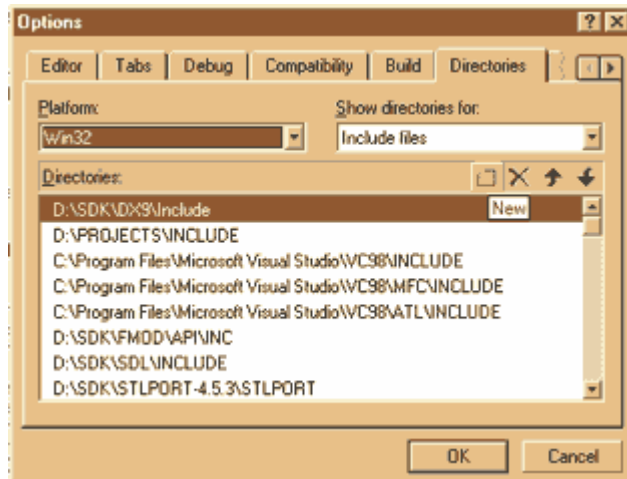 Options
Editor Tabs Debug Compatibility Build Directories
Platform: Show directories for:
Win32 Include files
Directories:
D:\SDK\DX9\Include New
D:\PROJECTS\INCLUDE
C:\Program Files\Microsoft Visual Studio\VC98\INCLUDE
C:\Program Files\Microsoft Visual Studio\VC98\MFC\INCLUDE
C:\Program Files\Microsoft Visual Studio\VC98\ATL\INCLUDE
D:\SDK\FMOD\API\INC
D:\SDK\SDL\INCLUDE
D:\SDK\STLPORT-4.5.3\STLPORT
OK Cancel